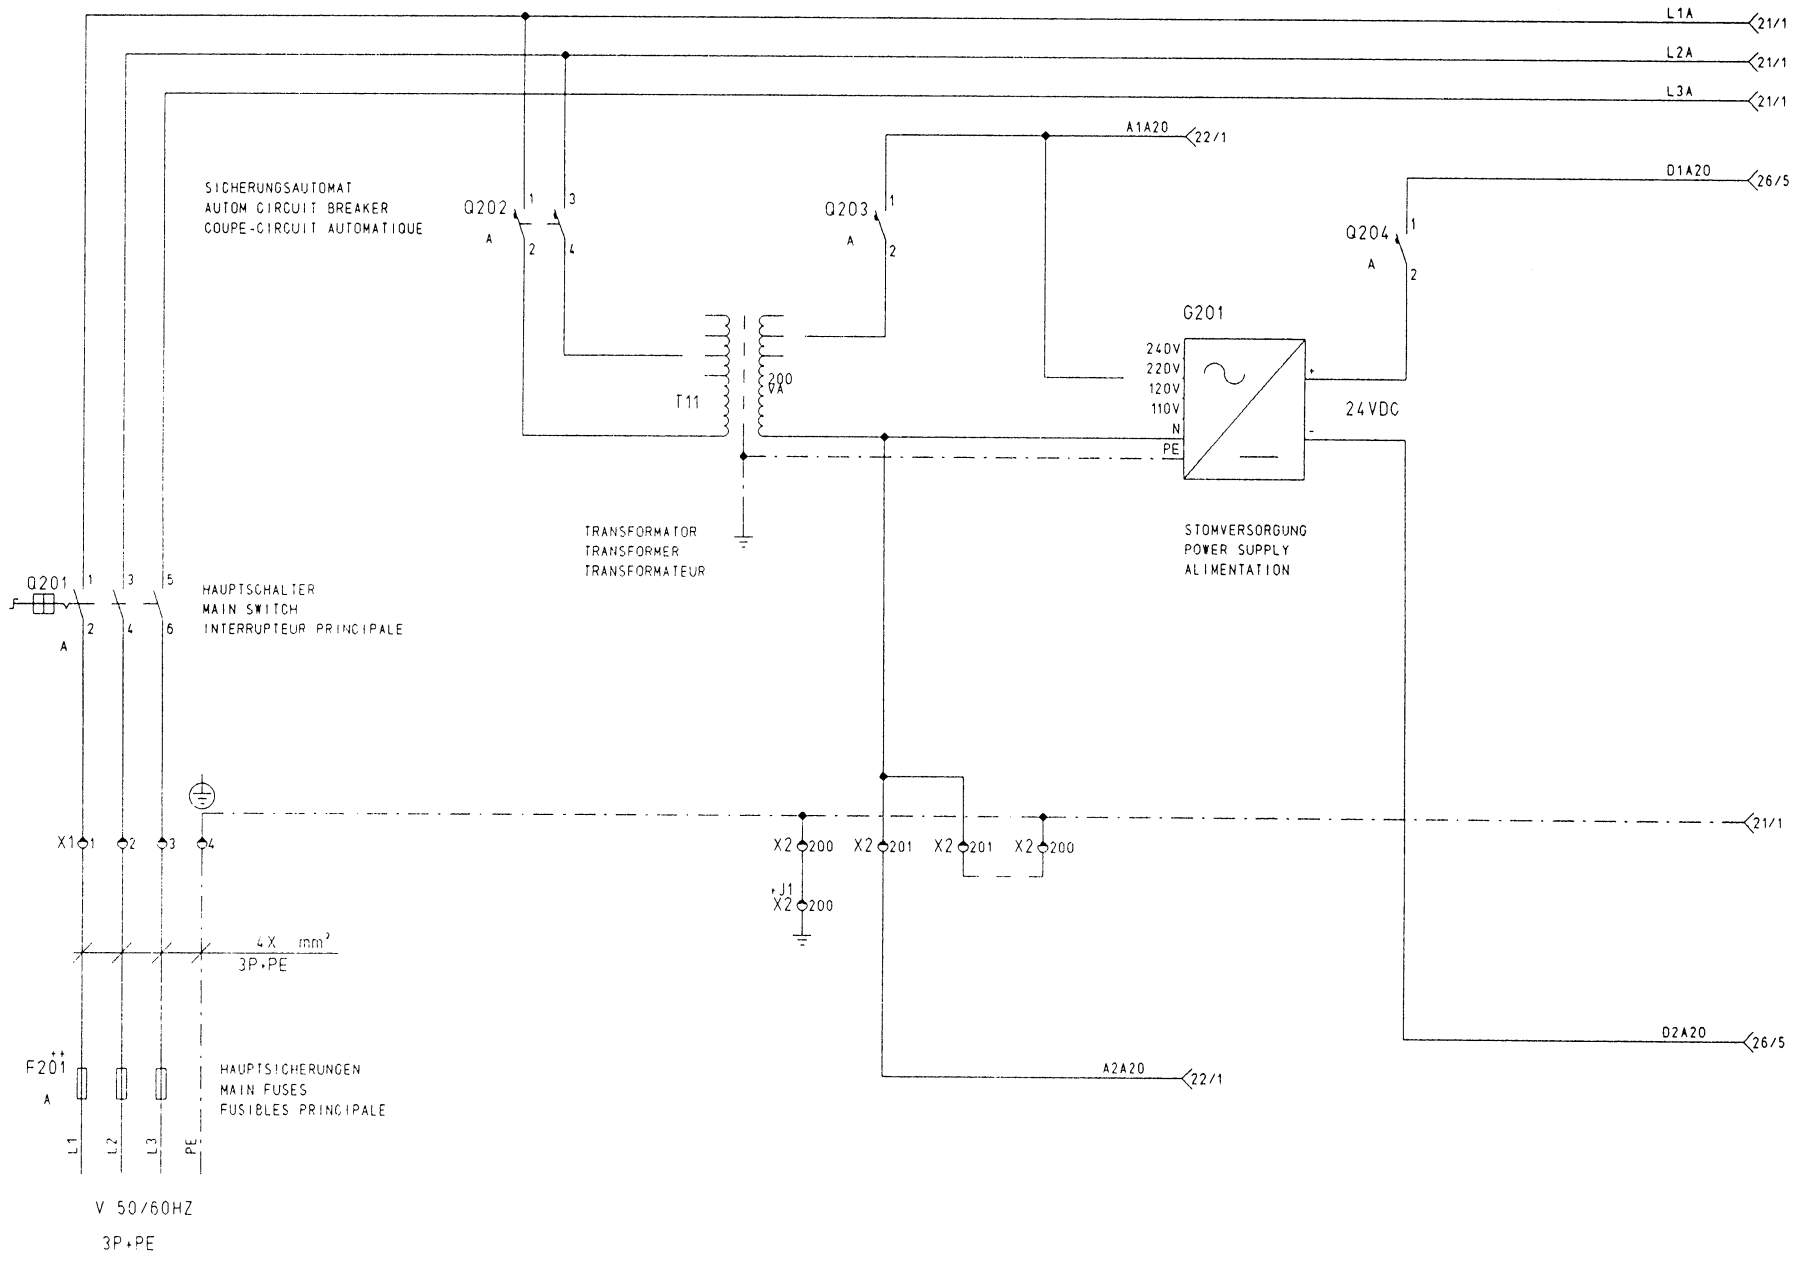 L1A
21/1
L2A
21/1
L3A
21/1
A1A20
22/1
D1A20
26/5
SICHERUNGSAUTOMAT
AUTOM CIRCUIT BREAKER
COUPE-CIRCUIT AUTOMATIQUE
Q202
A
1
2
3
4
Q203
A
1
2
Q204
A
1
2
T11
200
VA
G201
240V
220V
120V
110V
N
PE
+
-
24VDC
TRANSFORMATOR
TRANSFORMER
TRANSFORMATEUR
STOMVERSORGUNG
POWER SUPPLY
ALIMENTATION
Q201
A
1
2
3
4
5
6
HAUPTSCHALTER
MAIN SWITCH
INTERRUPTEUR PRINCIPALE
21/1
X1
1
2
3
4
X2
200
X2
201
X2
201
X2
200
+J1
X2
200
4X mm²
3P+PE
D2A20
26/5
A2A20
22/1
++
F201
A
HAUPTSICHERUNGEN
MAIN FUSES
FUSIBLES PRINCIPALE
L1
L2
L3
PE
V 50/60HZ
3P+PE